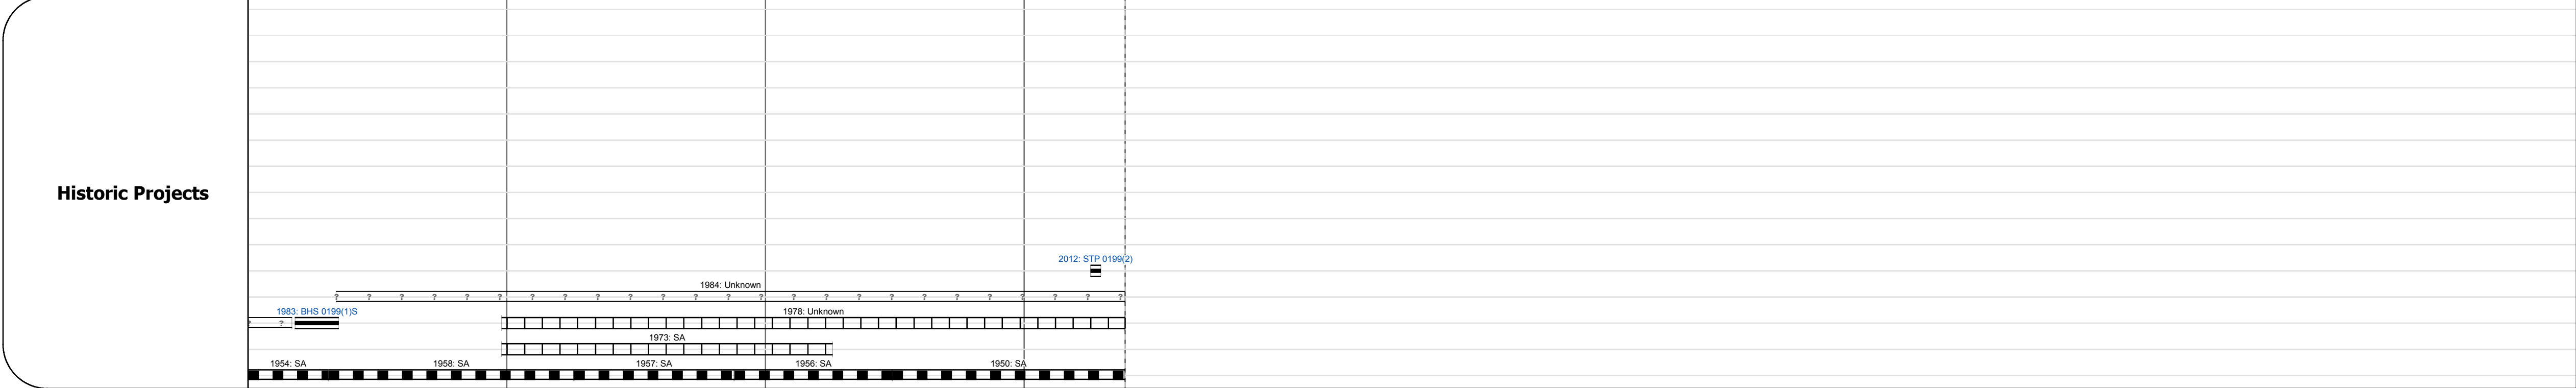 Historic Projects
2012: STP 0199(2)
1984: Unknown
? ? ? ? ? ? ? ? ? ? ? ? ? ? ? ? ? ? ? ? ? ? ? ? ?
1983: BHS 0199(1)S
1978: Unknown
? ?
1973: SA
1954: SA 1958: SA 1957: SA 1956: SA 1950: SA